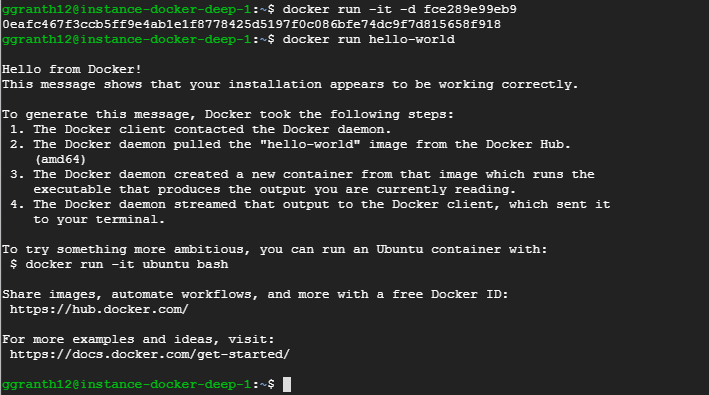 ggranth12@instance-docker-deep-1:~$ docker run -it -d fce289e99eb9
0eafc467f3ccb5ff9e4ab1e1f8778425d5197f0c086bfe74dc9f7d815658f918
ggranth12@instance-docker-deep-1:~$ docker run hello-world
Hello from Docker!
This message shows that your installation appears to be working correctly.
To generate this message, Docker took the following steps:
1. The Docker client contacted the Docker daemon.
2. The Docker daemon pulled the "hello-world" image from the Docker Hub.
(amd64)
3. The Docker daemon created a new container from that image which runs the
executable that produces the output you are currently reading.
4. The Docker daemon streamed that output to the Docker client, which sent it
to your terminal.
To try something more ambitious, you can run an Ubuntu container with:
$ docker run -it ubuntu bash
Share images, automate workflows, and more with a free Docker ID:
https://hub.docker.com/
For more examples and ideas, visit:
https://docs.docker.com/get-started/
ggranth12@instance-docker-deep-1:~$